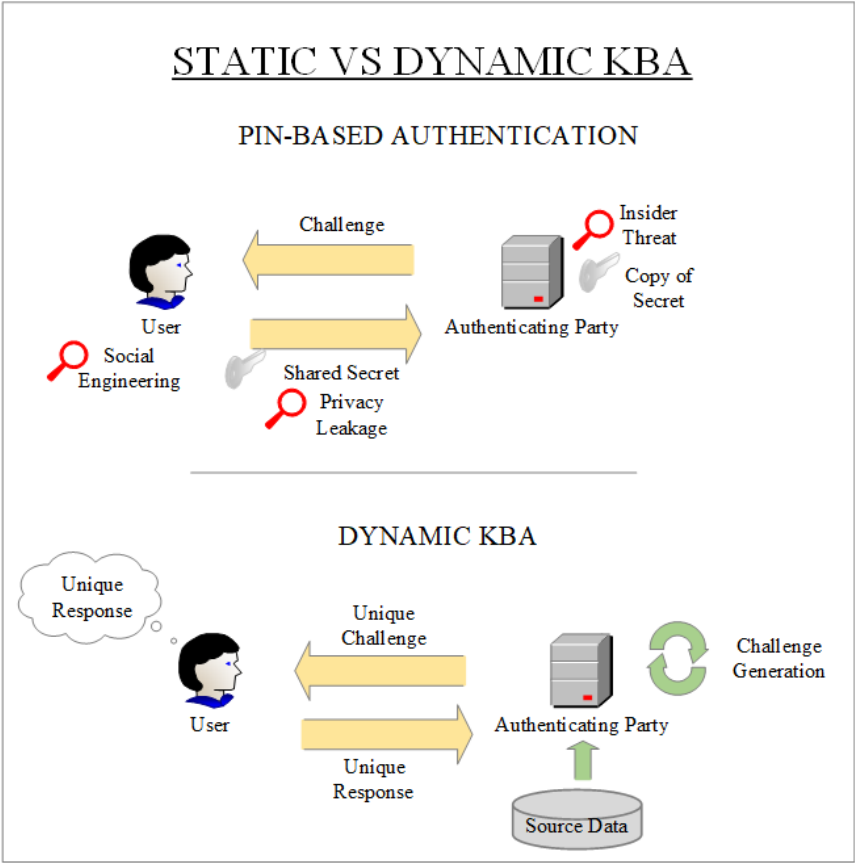 STATIC VS DYNAMIC KBA
PIN-BASED AUTHENTICATION
Challenge
Insider
Threat
Copy of
Secret
User
Authenticating Party
Social
Engineering
Shared Secret
Privacy
Leakage
DYNAMIC KBA
Unique
Response
Unique
Challenge
Challenge
Generation
User
Authenticating Party
Unique
Response
Source Data